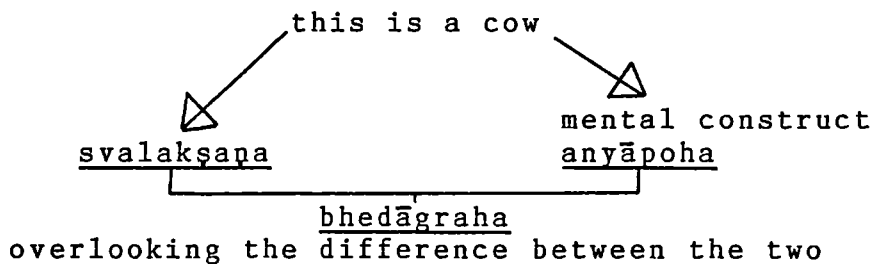 this is a cow
mental construct
svalakṣaṇa anyāpoha
bhedāgraha
overlooking the difference between the two